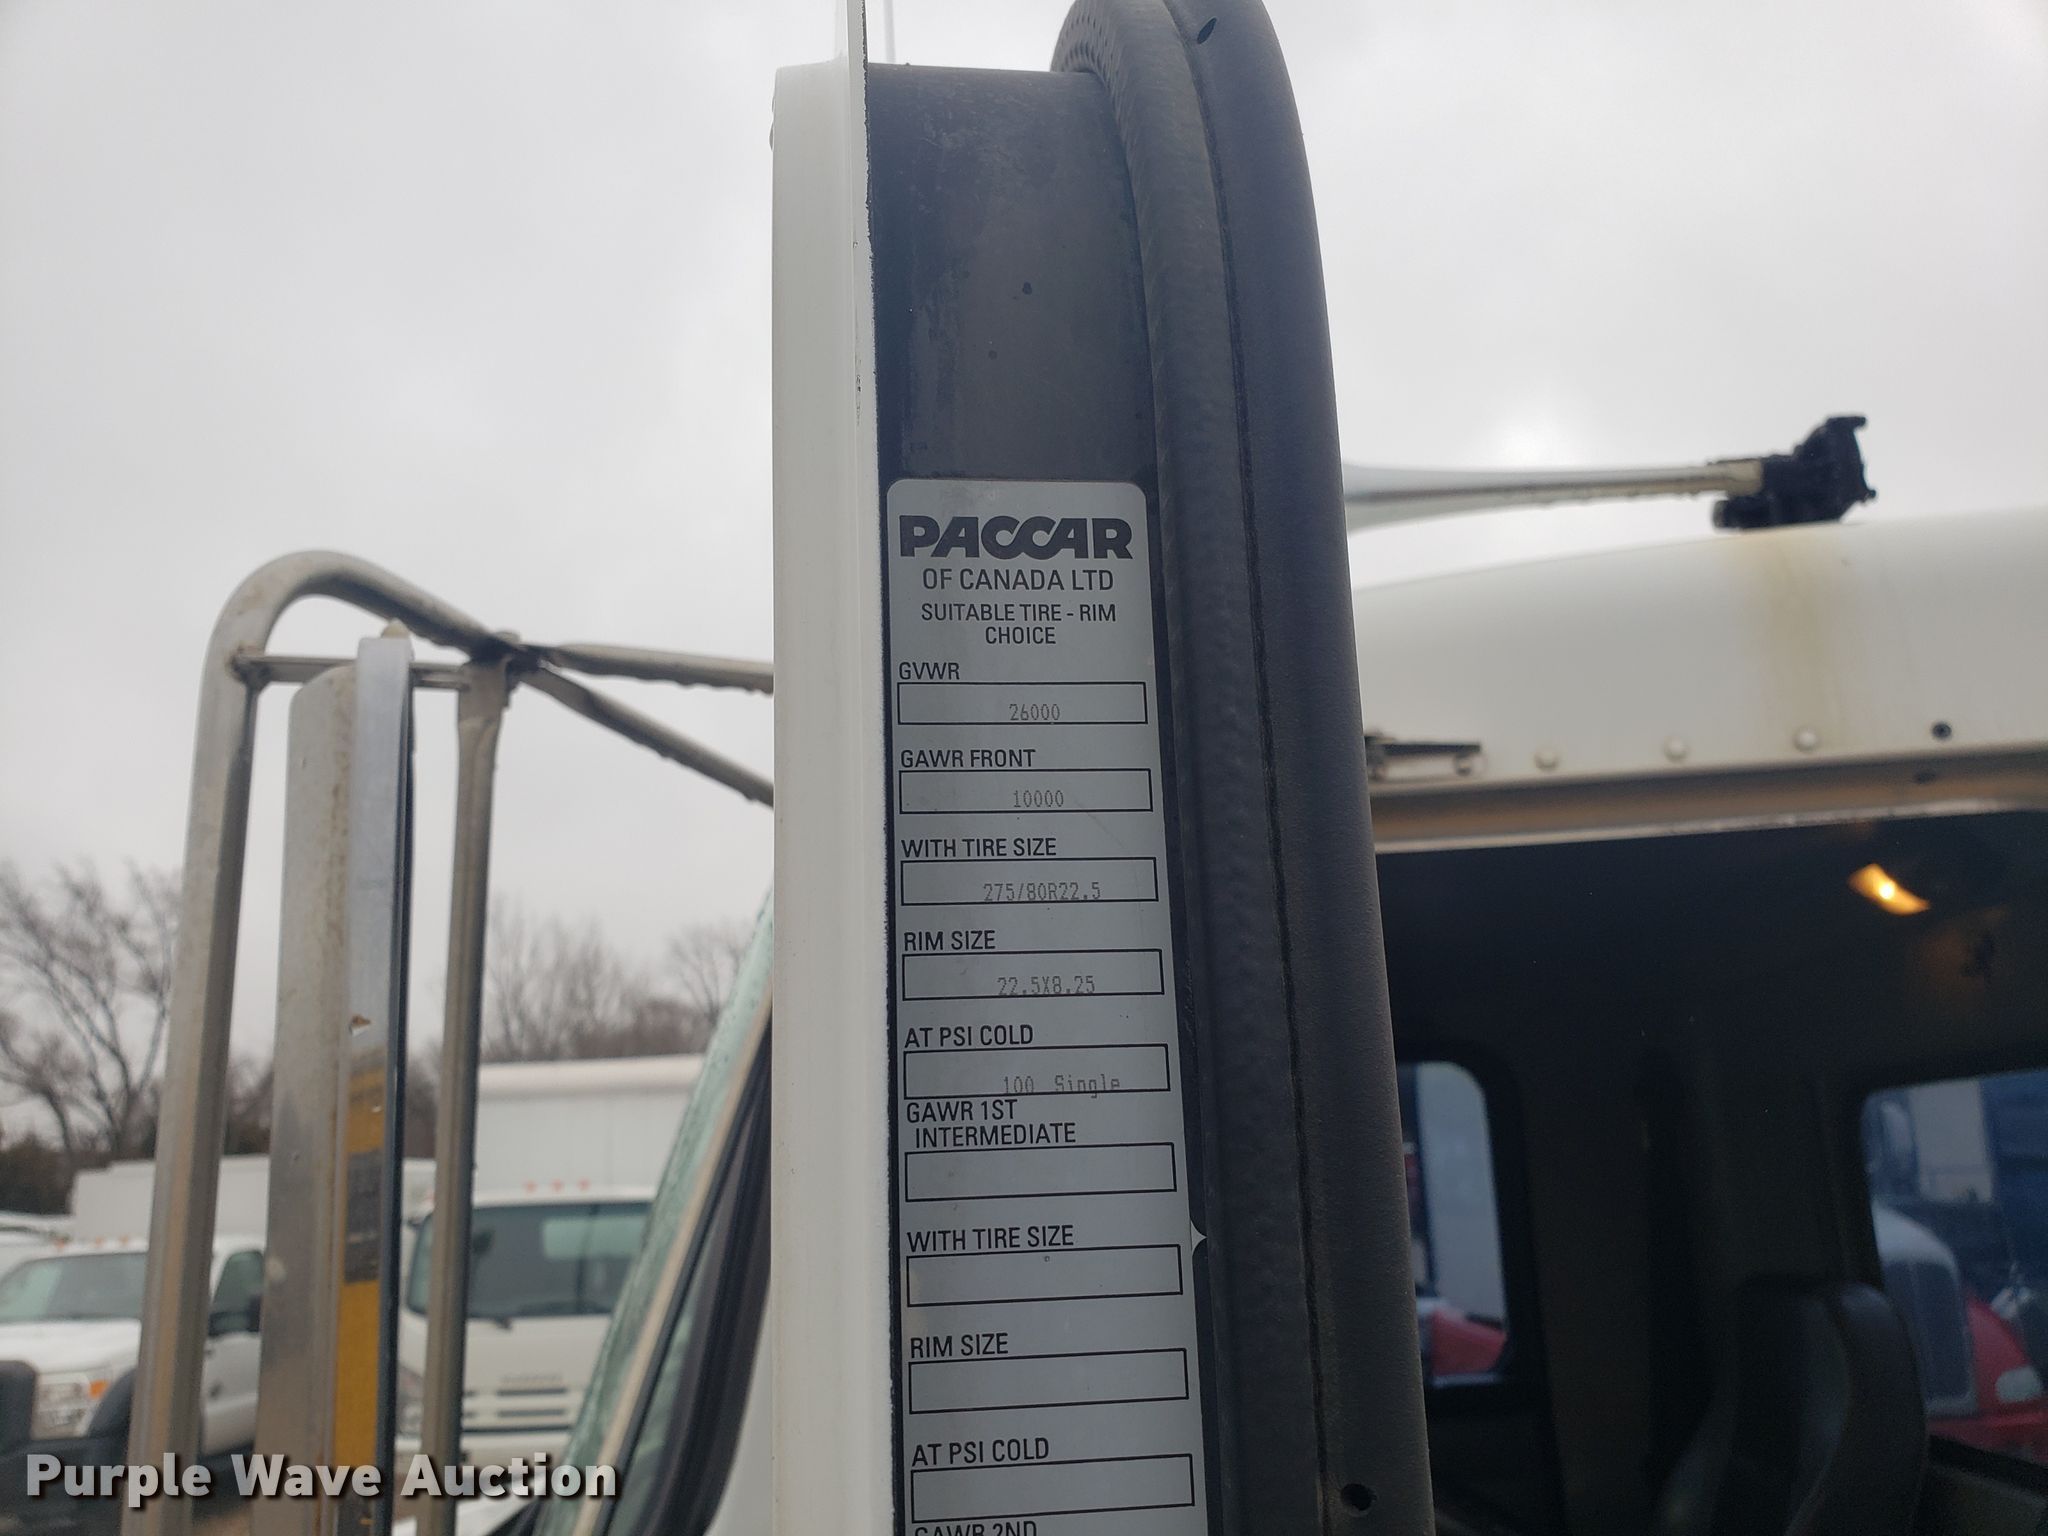 PACCAR
OF CANADA LTD
SUITABLE TIRE - RIM
CHOICE
GVWR
26000
GAWR FRONT
10000
WITH TIRE SIZE
275/80R22.5
RIM SIZE
22.5X8.25
AT PSI COLD
100 Single
GAWR 1ST
INTERMEDIATE
WITH TIRE SIZE
RIM SIZE
AT PSI COLD
GAWR 2ND
Purple Wave Auction